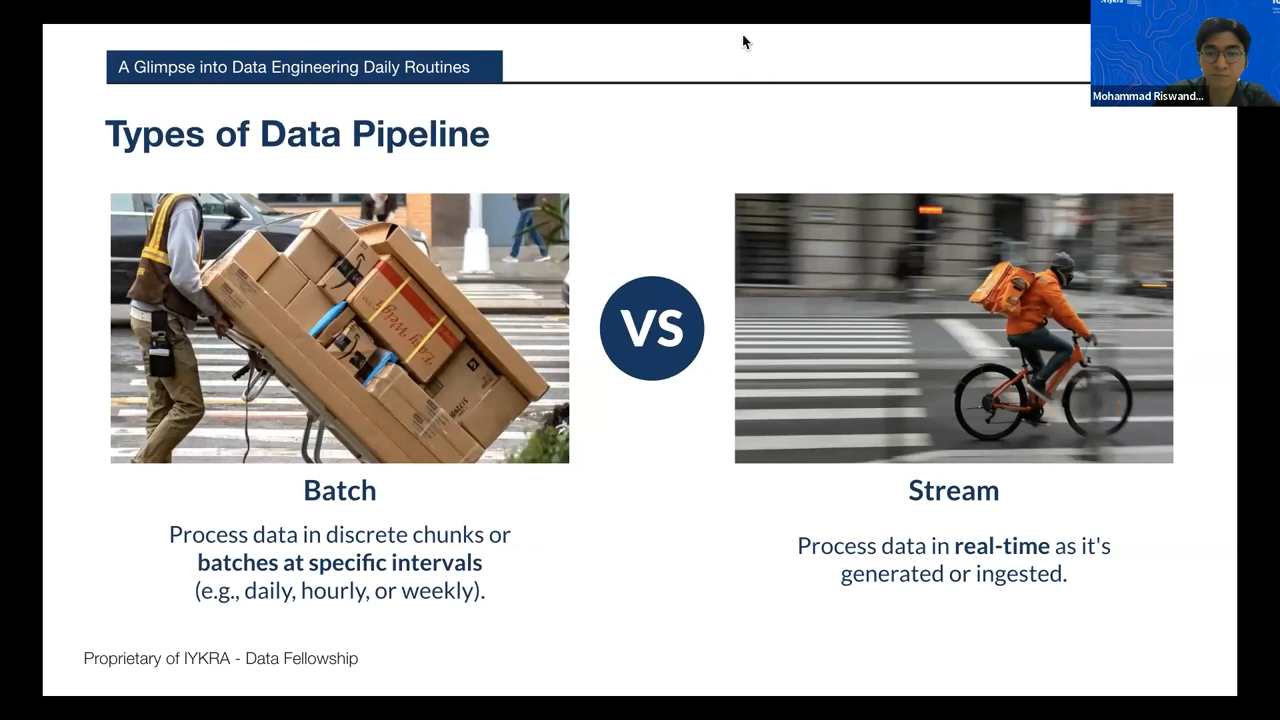 A Glimpse into Data Engineering Daily Routines
Mohammad Riswand...
Types of Data Pipeline
Easy Weigh
VS
Batch
Stream
Process data in discrete chunks or
batches at specific intervals
(e.g., daily, hourly, or weekly).
Process data in real-time as it's
generated or ingested.
Proprietary of IYKRA - Data Fellowship